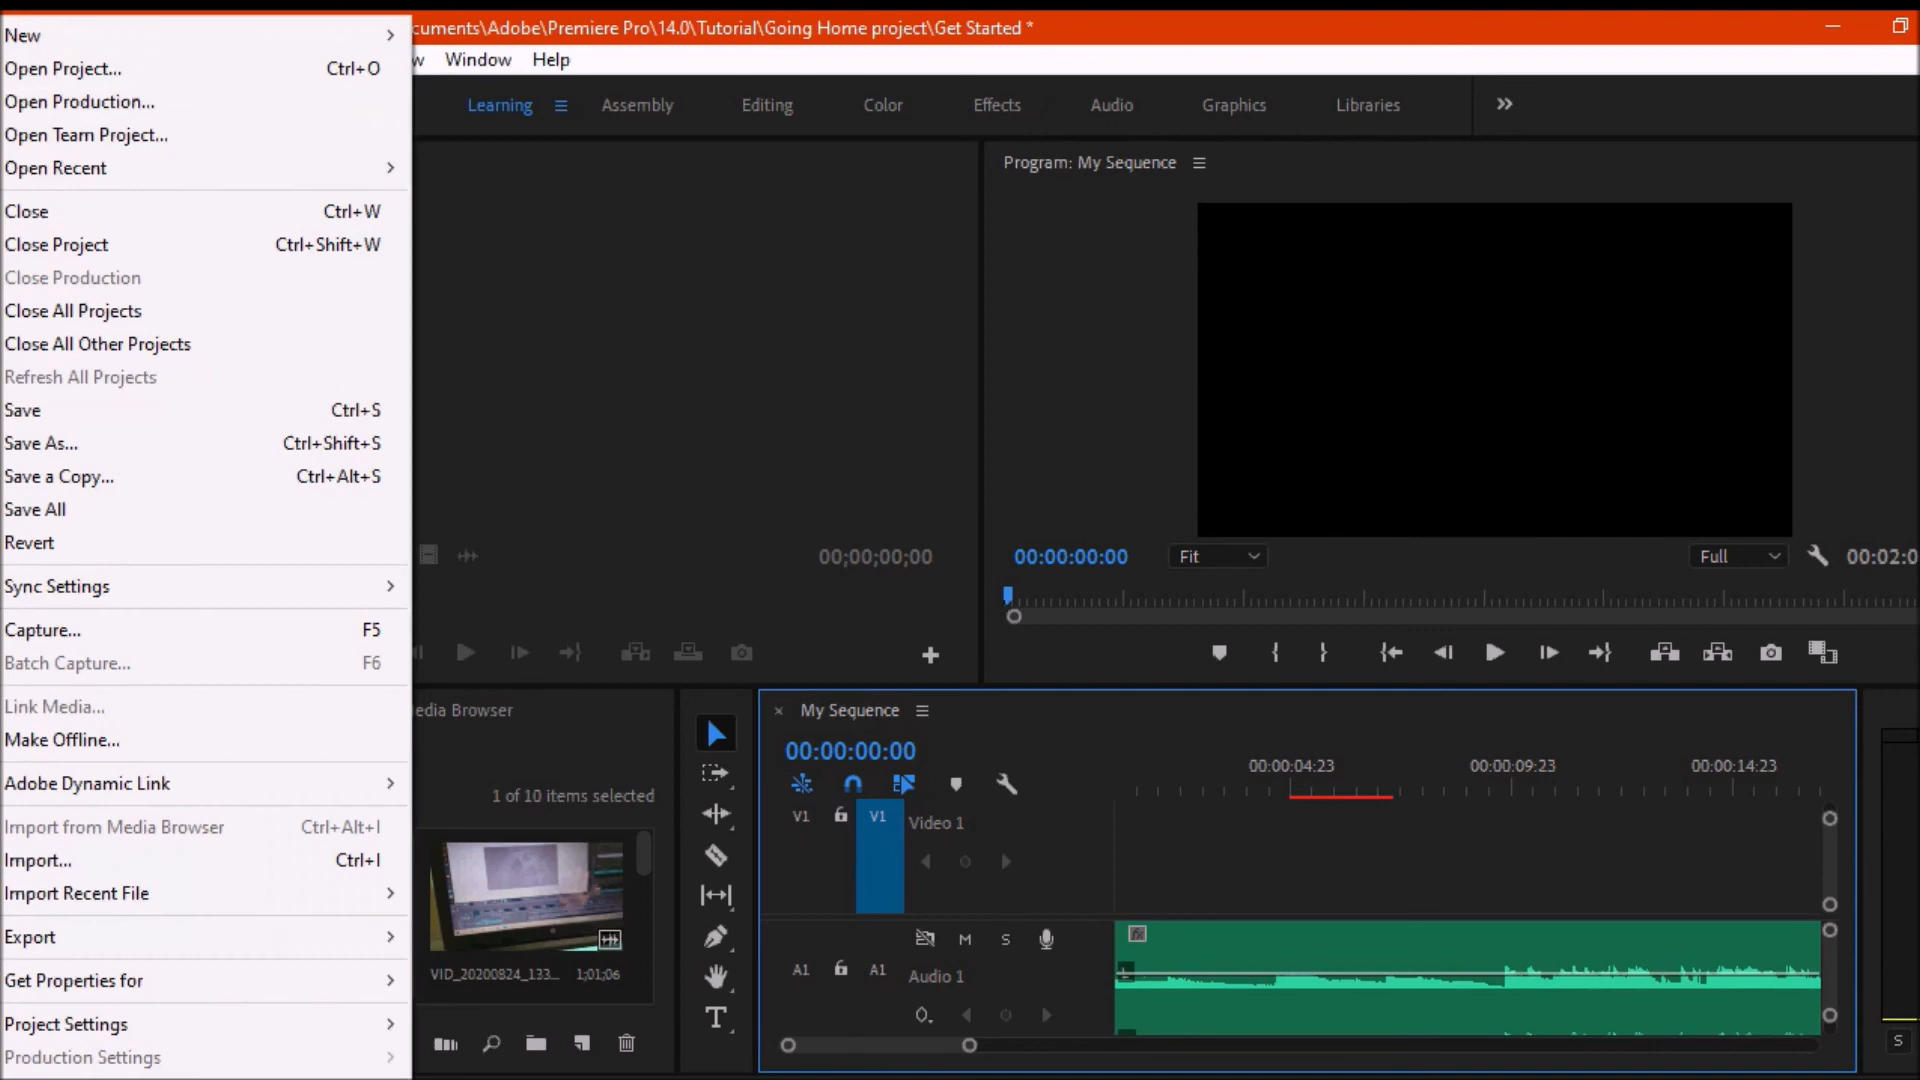 cuments\Adobe\Premiere Pro\14.0\Tutorial\Going Home project\Get Started *
w Window Help
New
Open Project... Ctrl+O
Open Production...
Open Team Project...
Open Recent
Close Ctrl+W
Close Project Ctrl+Shift+W
Close Production
Close All Projects
Close All Other Projects
Refresh All Projects
Save Ctrl+S
Save As... Ctrl+Shift+S
Save a Copy... Ctrl+Alt+S
Save All
Revert
Sync Settings
Capture... F5
Batch Capture... F6
Link Media...
Make Offline...
Adobe Dynamic Link
Import from Media Browser Ctrl+Alt+I
Import... Ctrl+I
Import Recent File
Export
Get Properties for
Project Settings
Production Settings
Learning Assembly Editing Color Effects Audio Graphics Libraries
Program: My Sequence
00;00;00;00
00:00:00:00 Fit Full 00:02:0
edia Browser
1 of 10 items selected
VID_20200824_133... 1;01;06
My Sequence
00:00:00:00
00:00:04:23 00:00:09:23 00:00:14:23
V1 V1 Video 1
M S
A1 A1 Audio 1
fx
S